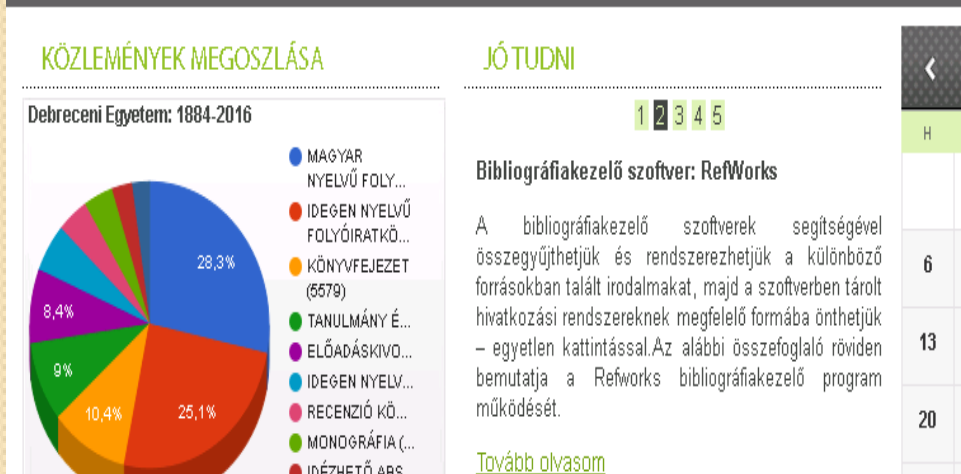 KÖZLEMÉNYEK MEGOSZLÁSA
Debreceni Egyetem: 1884-2016
28,3%
25,1%
10,4%
9%
8,4%
MAGYAR
NYELVŰ FOLY...
IDEGEN NYELVŰ
FOLYÓIRATKÖ...
KÖNYVFEJEZET
(5579)
TANULMÁNY É...
ELŐADÁSKIVO...
IDEGEN NYELV...
RECENZIÓ KÖ...
MONOGRÁFIA (...
IDÉZHETŐ ABS...
JÓ TUDNI
1 2 3 4 5
Bibliográfiakezelő szoftver: RefWorks
A bibliográfiakezelő szoftverek segítségével
összegyűjthetjük és rendszerezhetjük a különböző
forrásokban talált irodalmakat, majd a szoftverben tárolt
hivatkozási rendszereknek megfelelő formába önthetjük
– egyetlen kattintással.Az alábbi összefoglaló röviden
bemutatja a Refworks bibliográfiakezelő program
működését.
Tovább olvasom
H
6
13
20